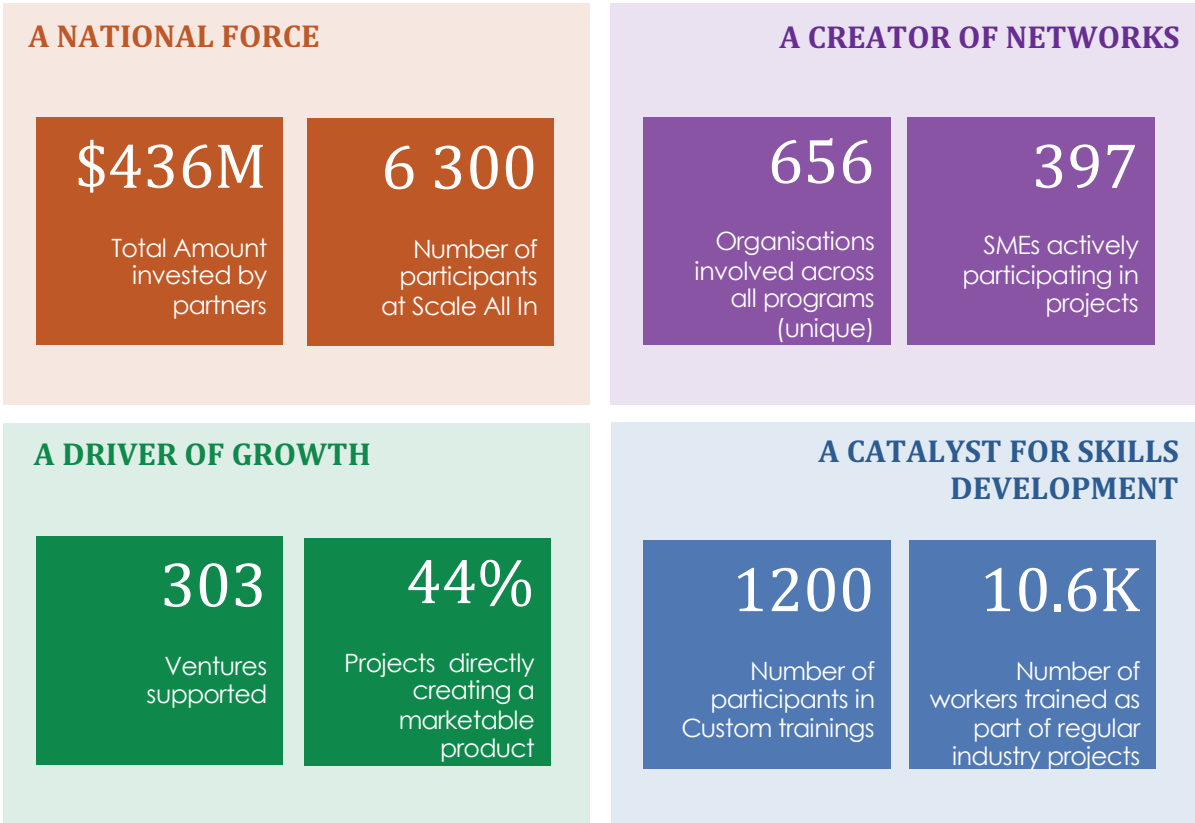 A NATIONAL FORCE
$436M
Total Amount
invested by
partners
6 300
Number of
participants
at Scale All In
A CREATOR OF NETWORKS
656
Organisations
involved across
all programs
(unique)
397
SMEs actively
participating in
projects
A DRIVER OF GROWTH
303
Ventures
supported
44%
Projects directly
creating a
marketable
product
A CATALYST FOR SKILLS
DEVELOPMENT
1200
Number of
participants in
Custom trainings
10.6K
Number of
workers trained as
part of regular
industry projects